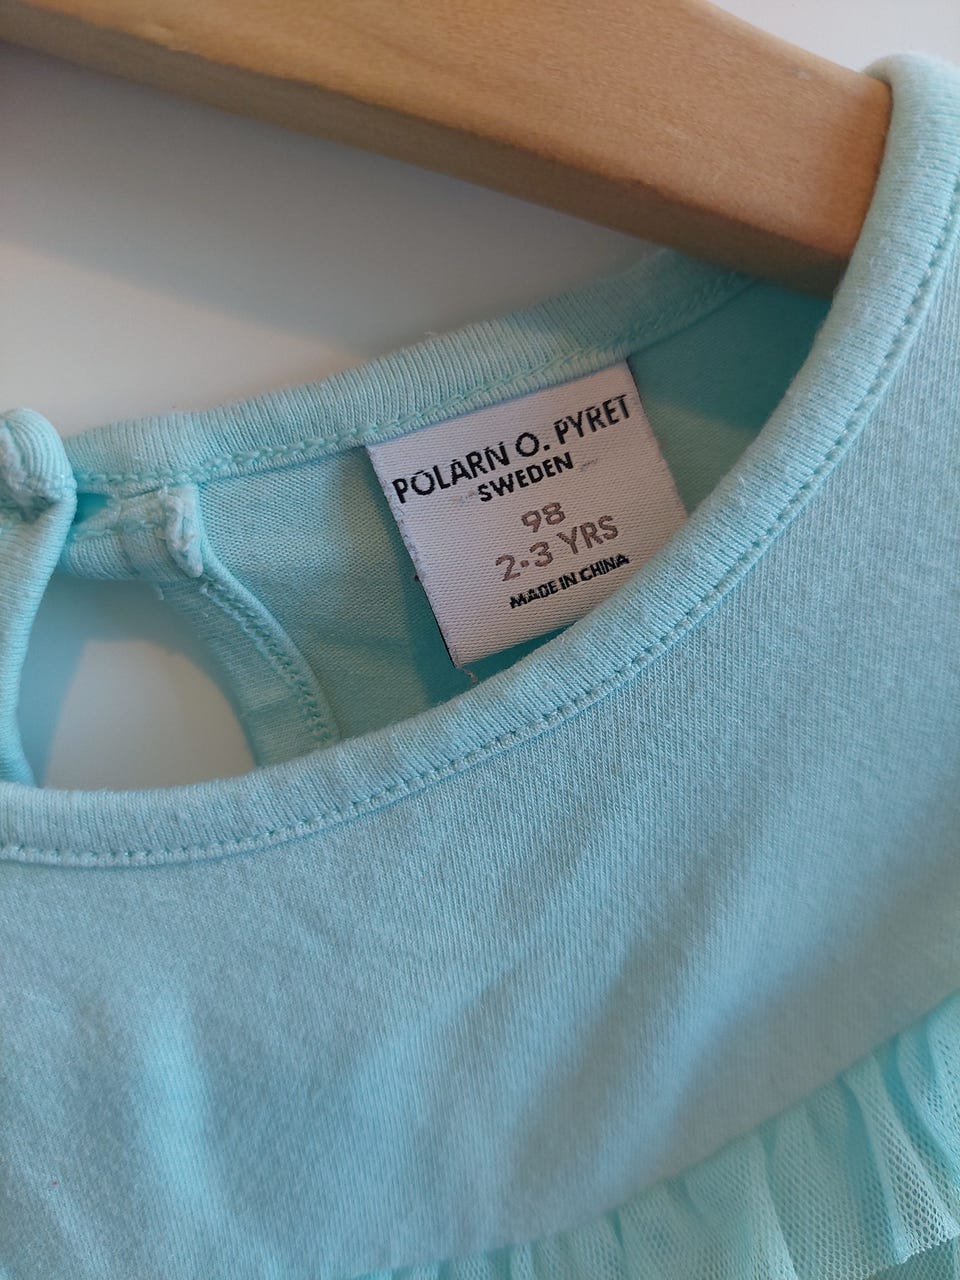 POLARN O. PYRET
SWEDEN
98
2-3 YRS
MADE IN CHINA